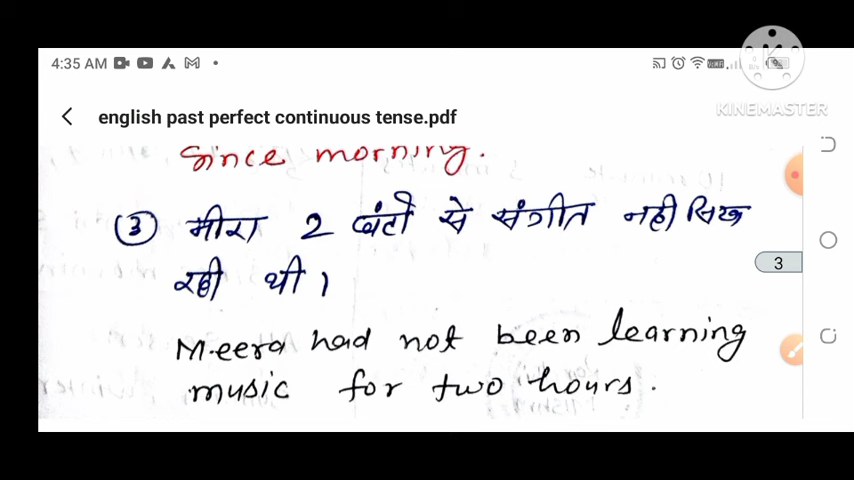 4:35 AM
KINEMASTER
english past perfect continuous tense.pdf
Since morning.
③ मीरा 2 घंटों से संगीत नही सिख
रही थी।
3
Meera had not been learning
music for two hours.